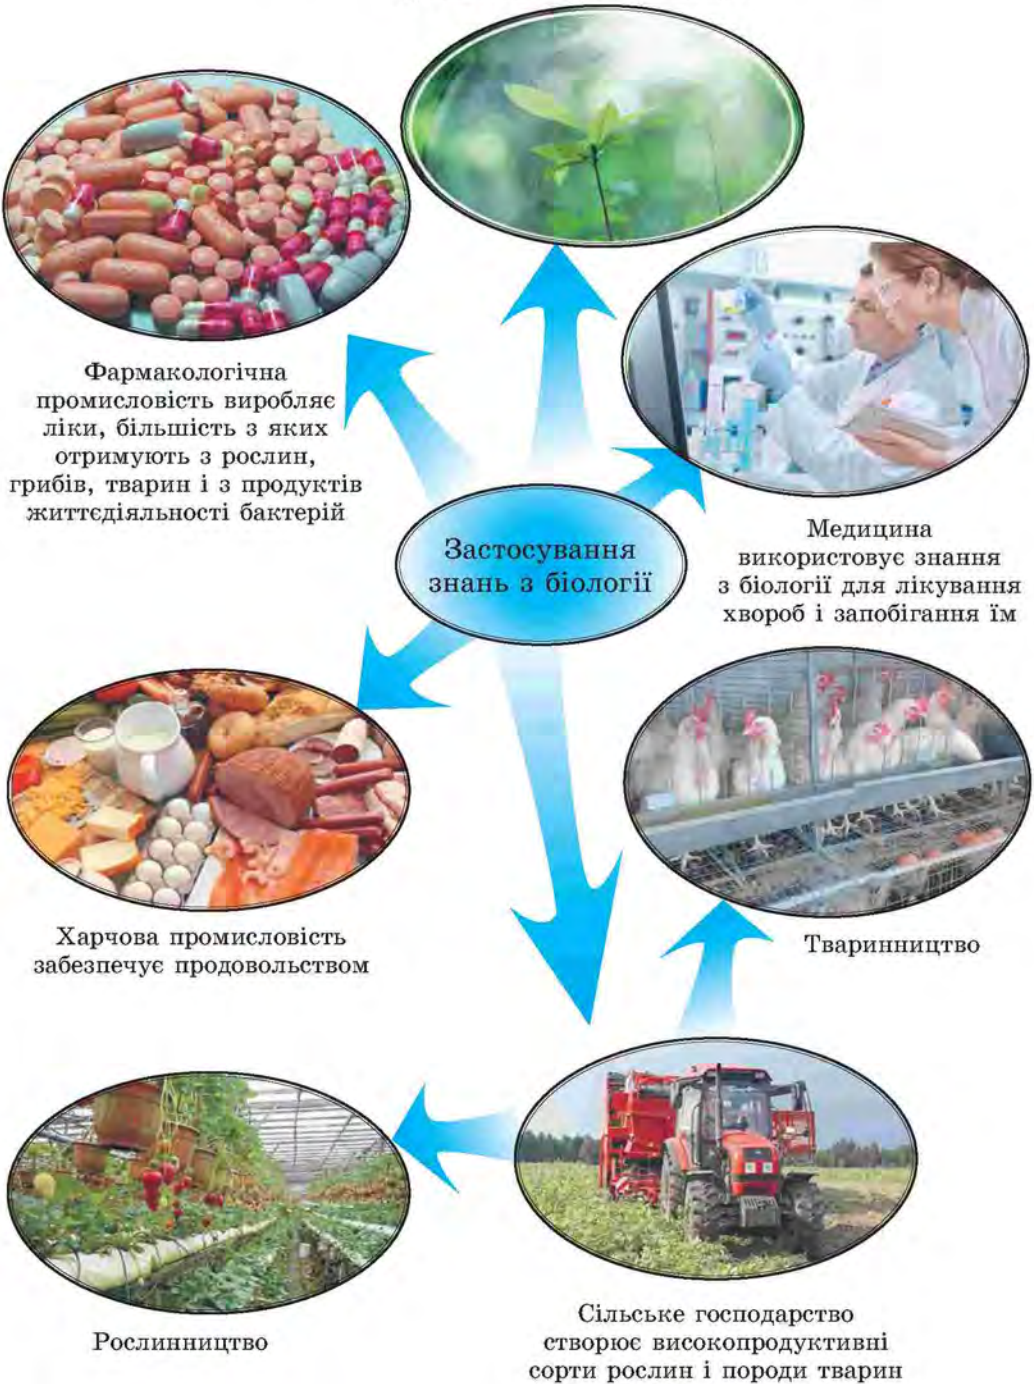 Фармакологічна
промисловість виробляє
ліки, більшість з яких
отримують з рослин,
грибів, тварин і з продуктів
життєдіяльності бактерій
Застосування
знань з біології
Медицина
використовує знання
з біології для лікування
хвороб і запобігання їм
Харчова промисловість
забезпечує продовольством
Тваринництво
Рослинництво
Сільське господарство
створює високопродуктивні
сорти рослин і породи тварин